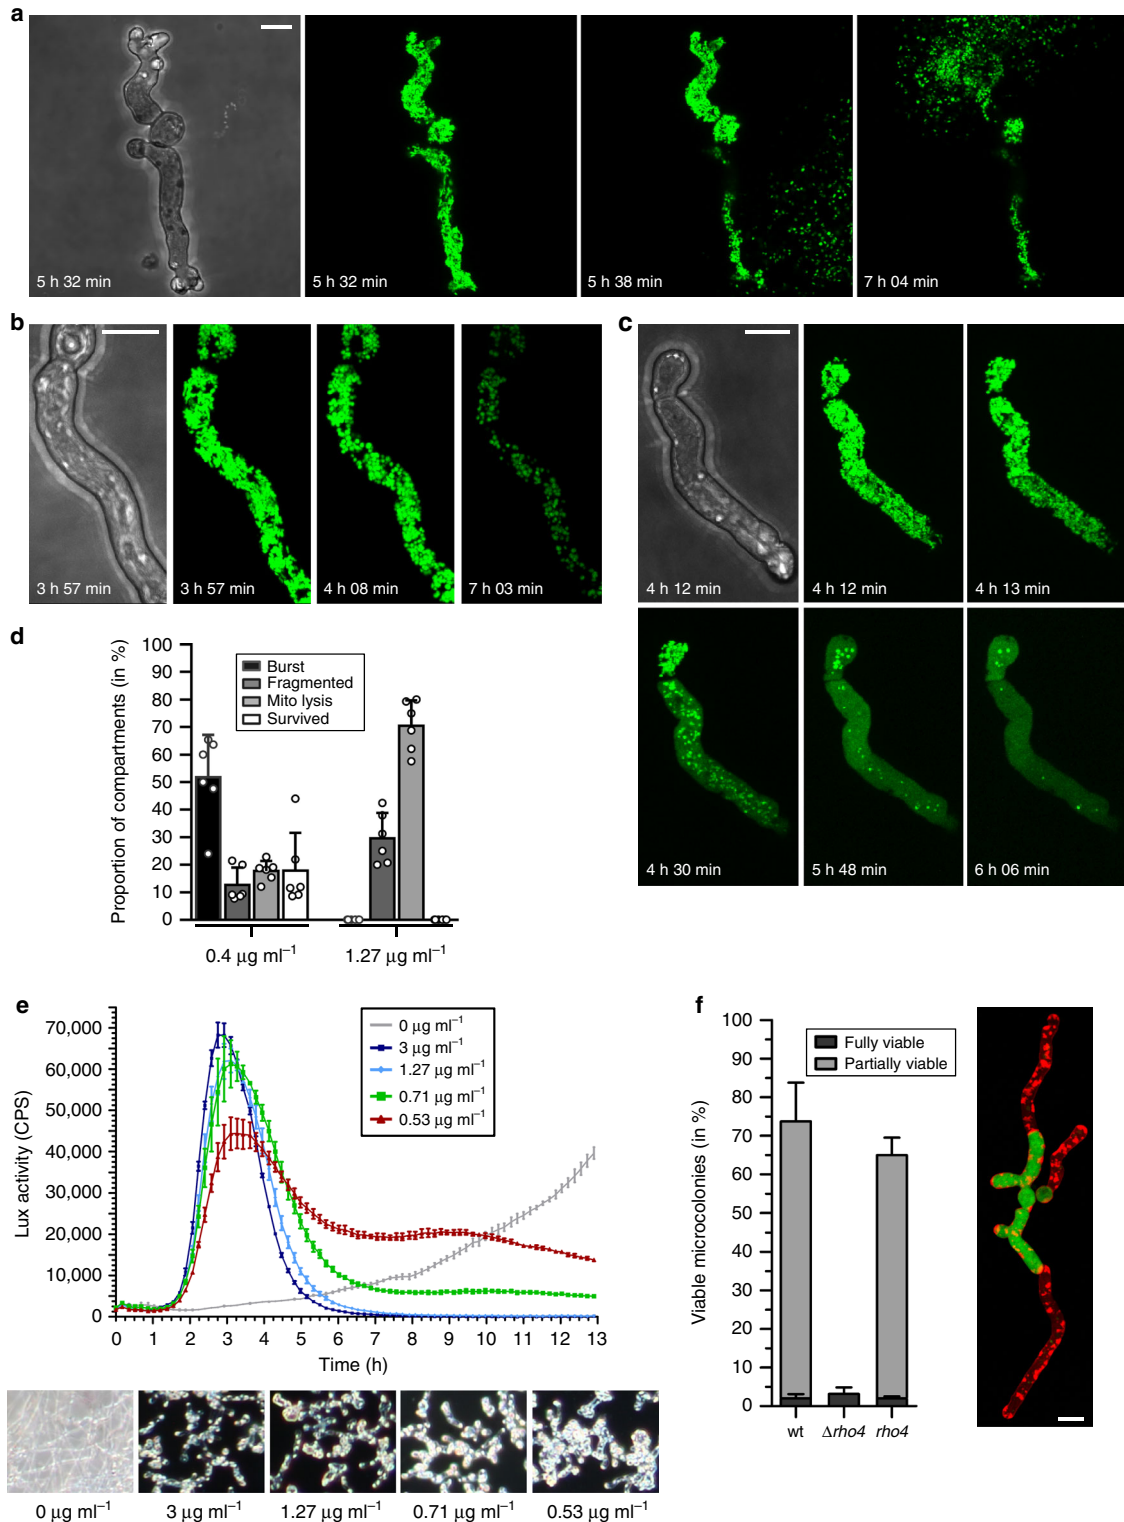 a
5 h 32 min
5 h 32 min
5 h 38 min
7 h 04 min
b
3 h 57 min
3 h 57 min
4 h 08 min
7 h 03 min
c
4 h 12 min
4 h 12 min
4 h 13 min
4 h 30 min
5 h 48 min
6 h 06 min
d
Proportion of compartments (in %)
100
90
80
70
60
50
40
30
20
10
0
Burst
Fragmented
Mito lysis
Survived
0.4 µg ml⁻¹
1.27 µg ml⁻¹
e
Lux activity (CPS)
70,000
60,000
50,000
40,000
30,000
20,000
10,000
0
0 µg ml⁻¹
3 µg ml⁻¹
1.27 µg ml⁻¹
0.71 µg ml⁻¹
0.53 µg ml⁻¹
0 1 2 3 4 5 6 7 8 9 10 11 12 13
Time (h)
0 µg ml⁻¹
3 µg ml⁻¹
1.27 µg ml⁻¹
0.71 µg ml⁻¹
0.53 µg ml⁻¹
f
Viable microcolonies (in %)
100
90
80
70
60
50
40
30
20
10
0
Fully viable
Partially viable
wt
Δrho4
rho4